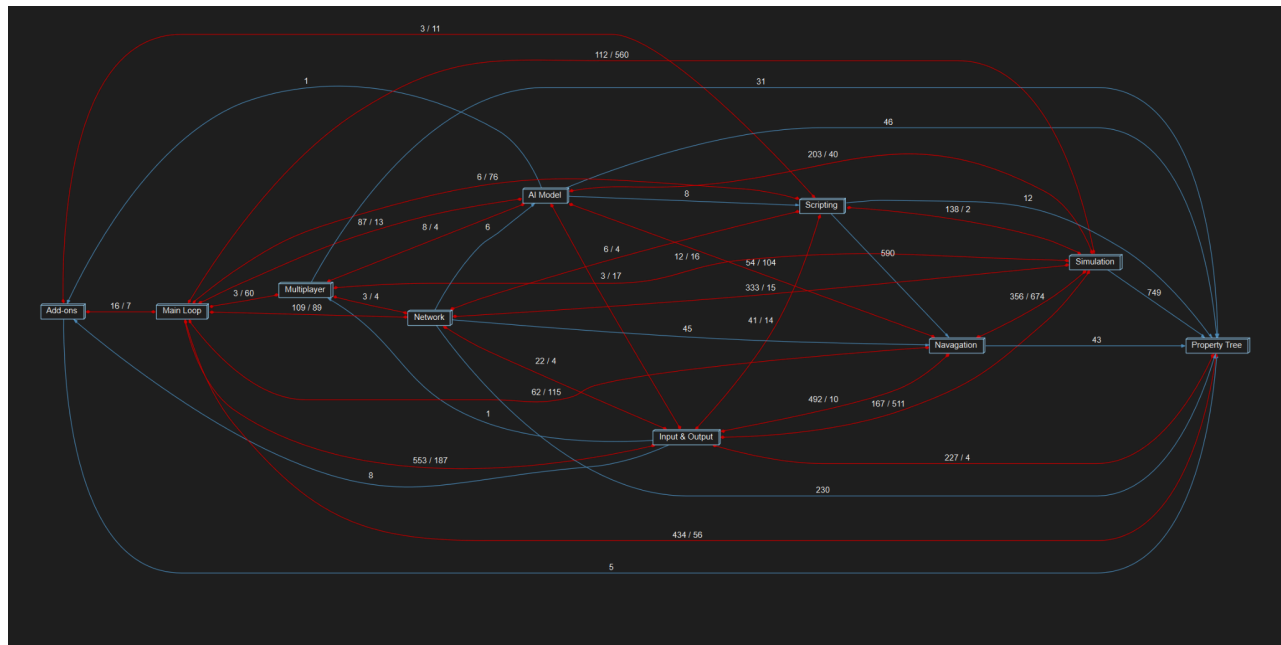 3 / 11
112 / 560
1
31
46
203 / 40
6 / 76
AI Model
8
Scripting
12
87 / 13
8 / 4
6
138 / 2
6 / 4
12 / 16
54 / 104
590
Simulation
3 / 17
Multiplayer
333 / 15
3 / 60
3 / 4
356 / 674
749
Add-ons
16 / 7
Main Loop
109 / 89
Network
41 / 14
45
Navagation
43
Property Tree
22 / 4
62 / 115
492 / 10
167 / 511
1
Input & Output
553 / 187
227 / 4
8
230
434 / 56
5